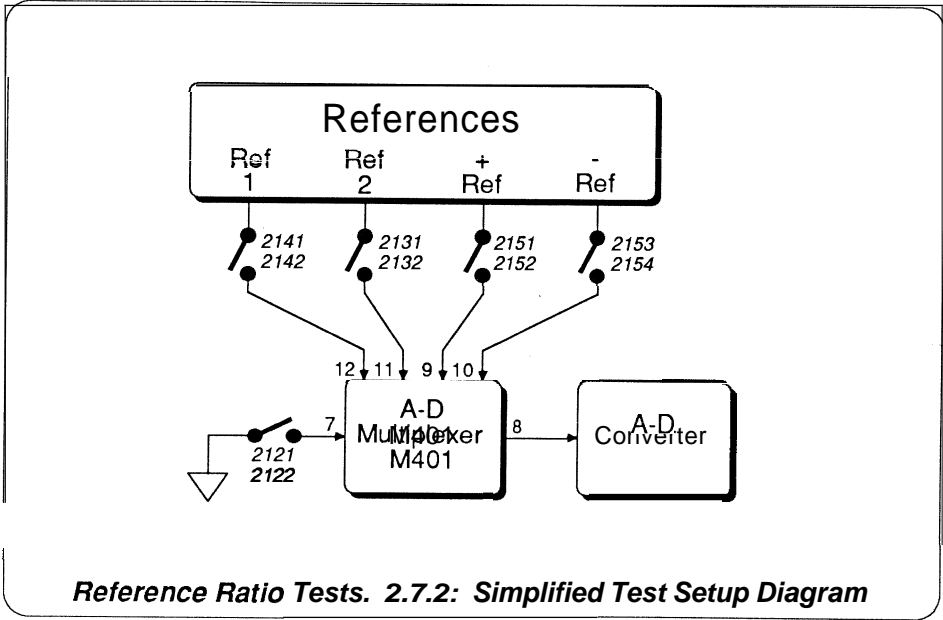 References
Ref Ref + -
1 2 Ref Ref
2141 2131 2151 2153
2142 2132 2152 2154
12 11 9 10
A-D
7 Multiplexer 8 A-D
M401 Converter
2121 M401
2122
Reference Ratio Tests. 2.7.2: Simplified Test Setup Diagram